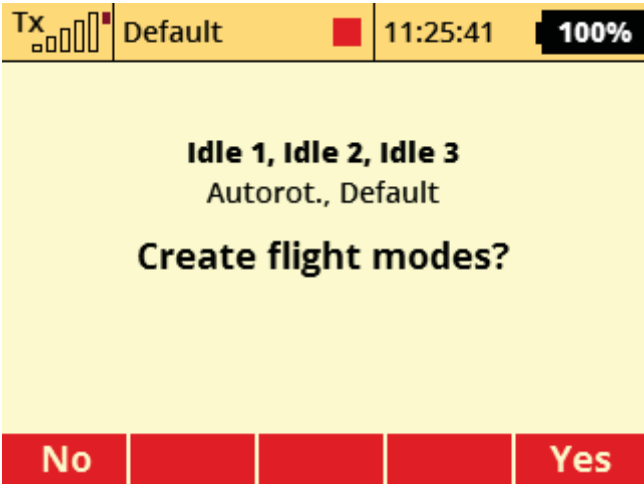 Tx Default 11:25:41 100%
Idle 1, Idle 2, Idle 3
Autorot., Default
Create flight modes?
No Yes